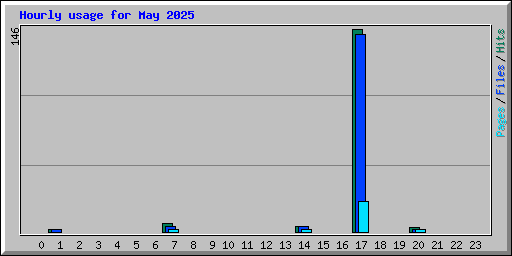 Hourly usage for May 2025
146
Pages/Files/Hits
0 1 2 3 4 5 6 7 8 9 10 11 12 13 14 15 16 17 18 19 20 21 22 23